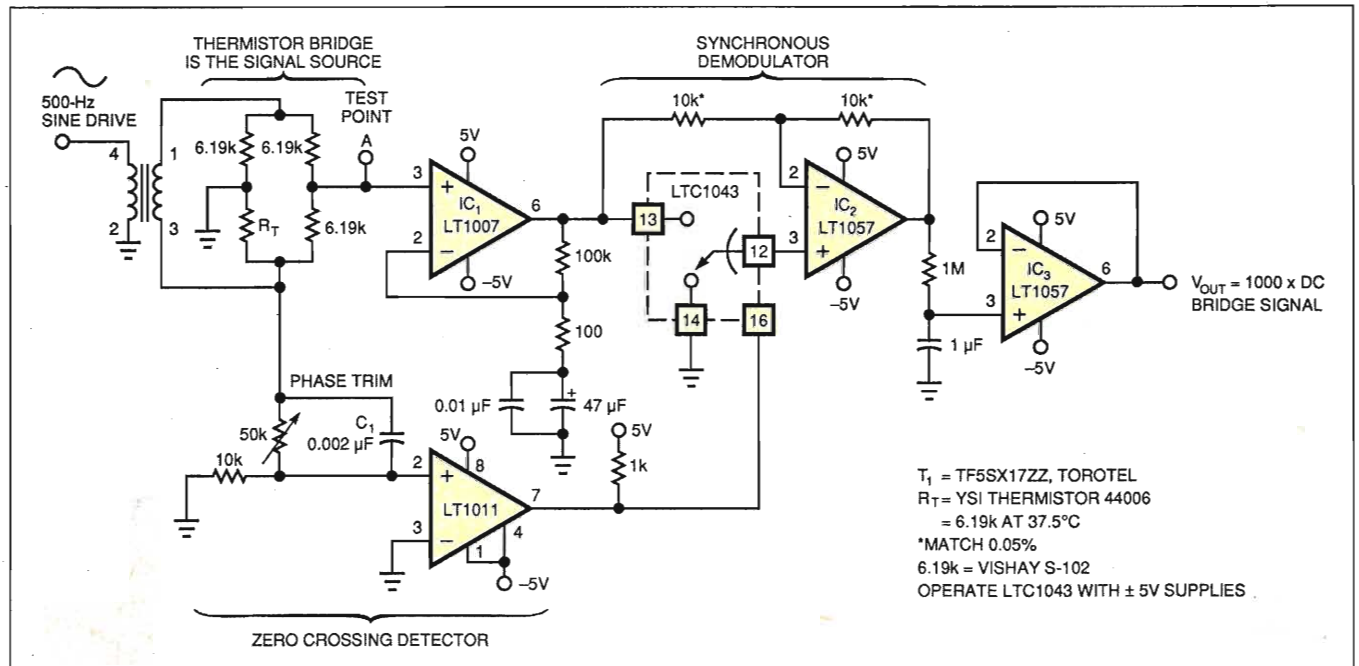 THERMISTOR BRIDGE
IS THE SIGNAL SOURCE
SYNCHRONOUS
DEMODULATOR
500-Hz
SINE DRIVE
TEST
POINT
A
4
1
2
3
6.19k
6.19k
R_T
6.19k
5V
3
+
2
–
IC1
LT1007
6
–5V
100k
100
0.01 µF
+
47 µF
10k*
10k*
LTC1043
13
12
14
16
5V
2
–
3
+
IC2
LT1057
–5V
1M
1 µF
5V
2
–
3
+
IC3
LT1057
6
–5V
VOUT = 1000 x DC
BRIDGE SIGNAL
PHASE TRIM
50k
C1
0.002 µF
10k
5V
8
2
+
3
–
LT1011
7
1
4
–5V
5V
1k
ZERO CROSSING DETECTOR
T1 = TF5SX17ZZ, TOROTEL
RT = YSI THERMISTOR 44006
= 6.19k AT 37.5°C
*MATCH 0.05%
6.19k = VISHAY S-102
OPERATE LTC1043 WITH ± 5V SUPPLIES